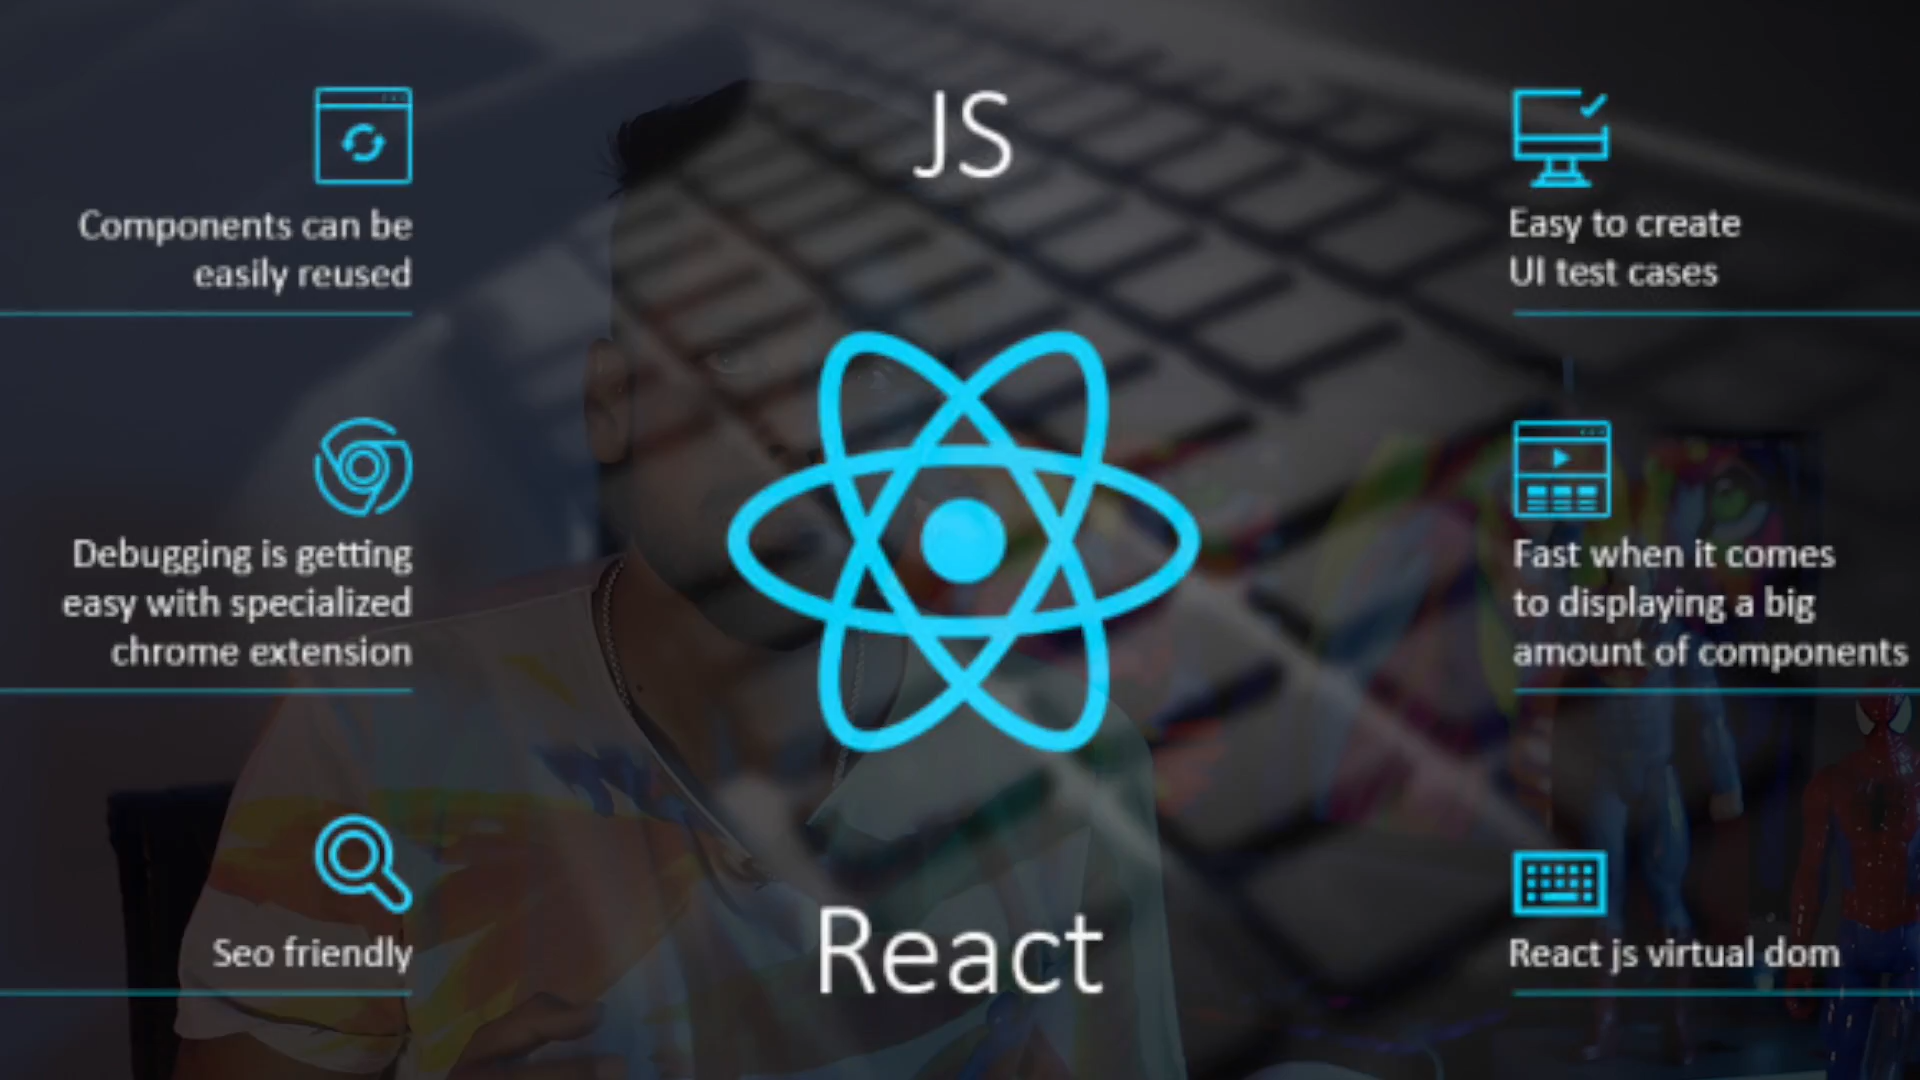 JS
Components can be
easily reused
Debugging is getting
easy with specialized
chrome extension
Seo friendly
Easy to create
UI test cases
Fast when it comes
to displaying a big
amount of components
React js virtual dom
React